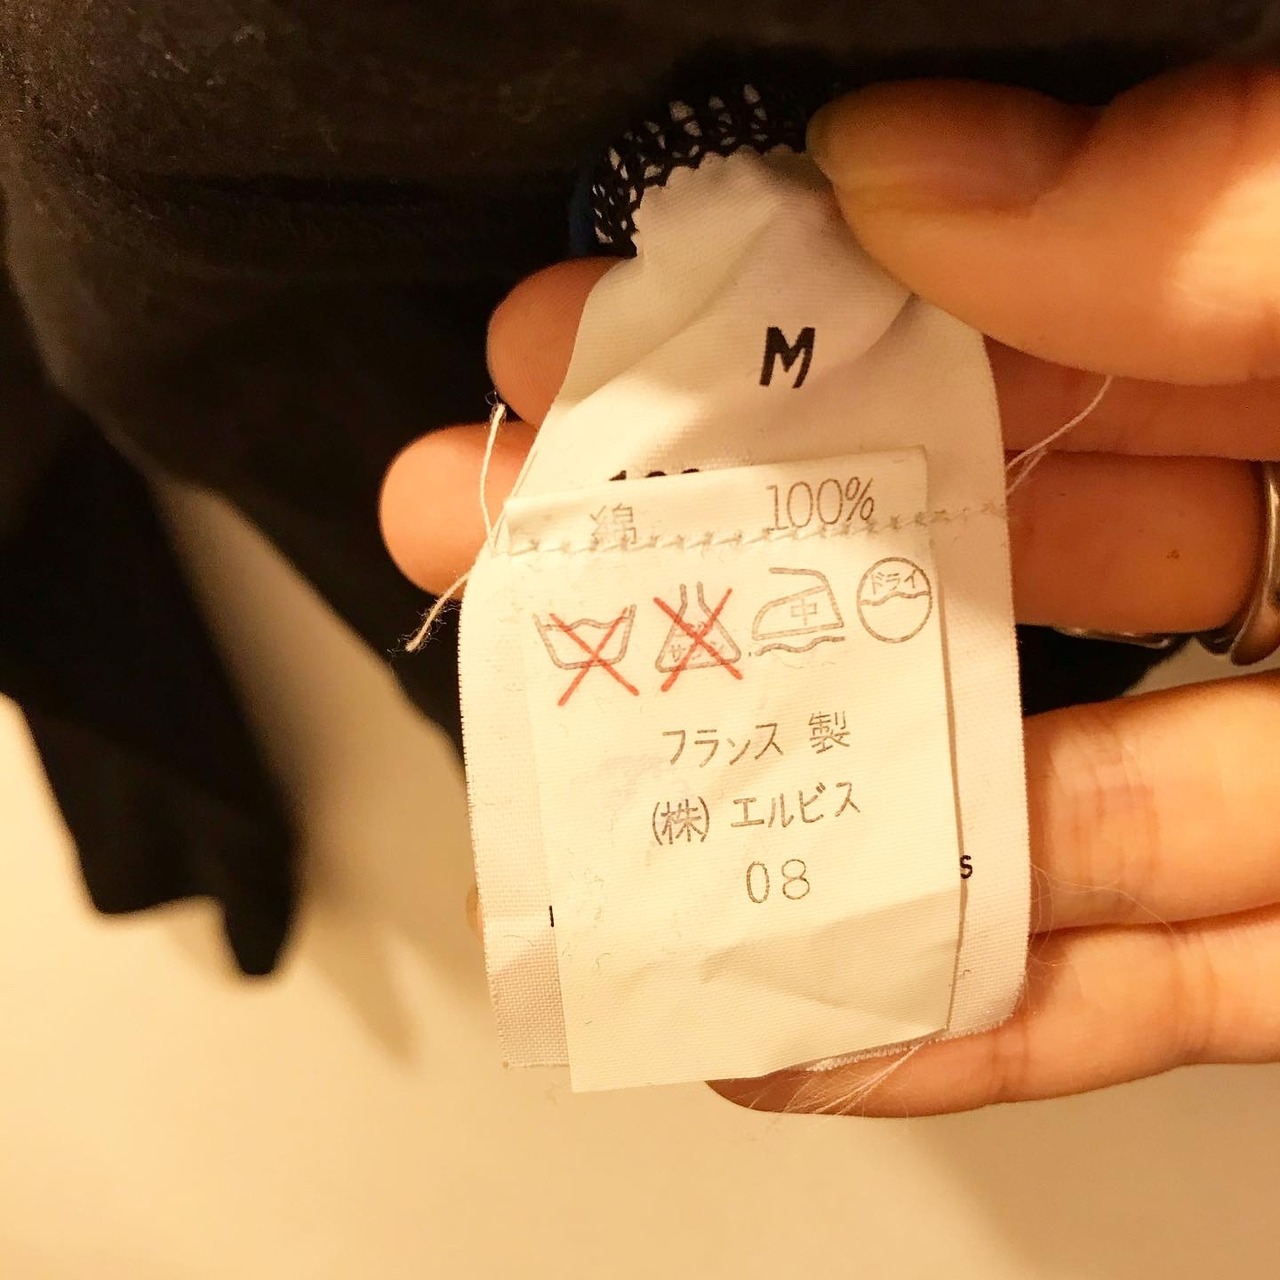 M
綿 100%
中 ドライ
フランス 製
(株) エルビス
08
S